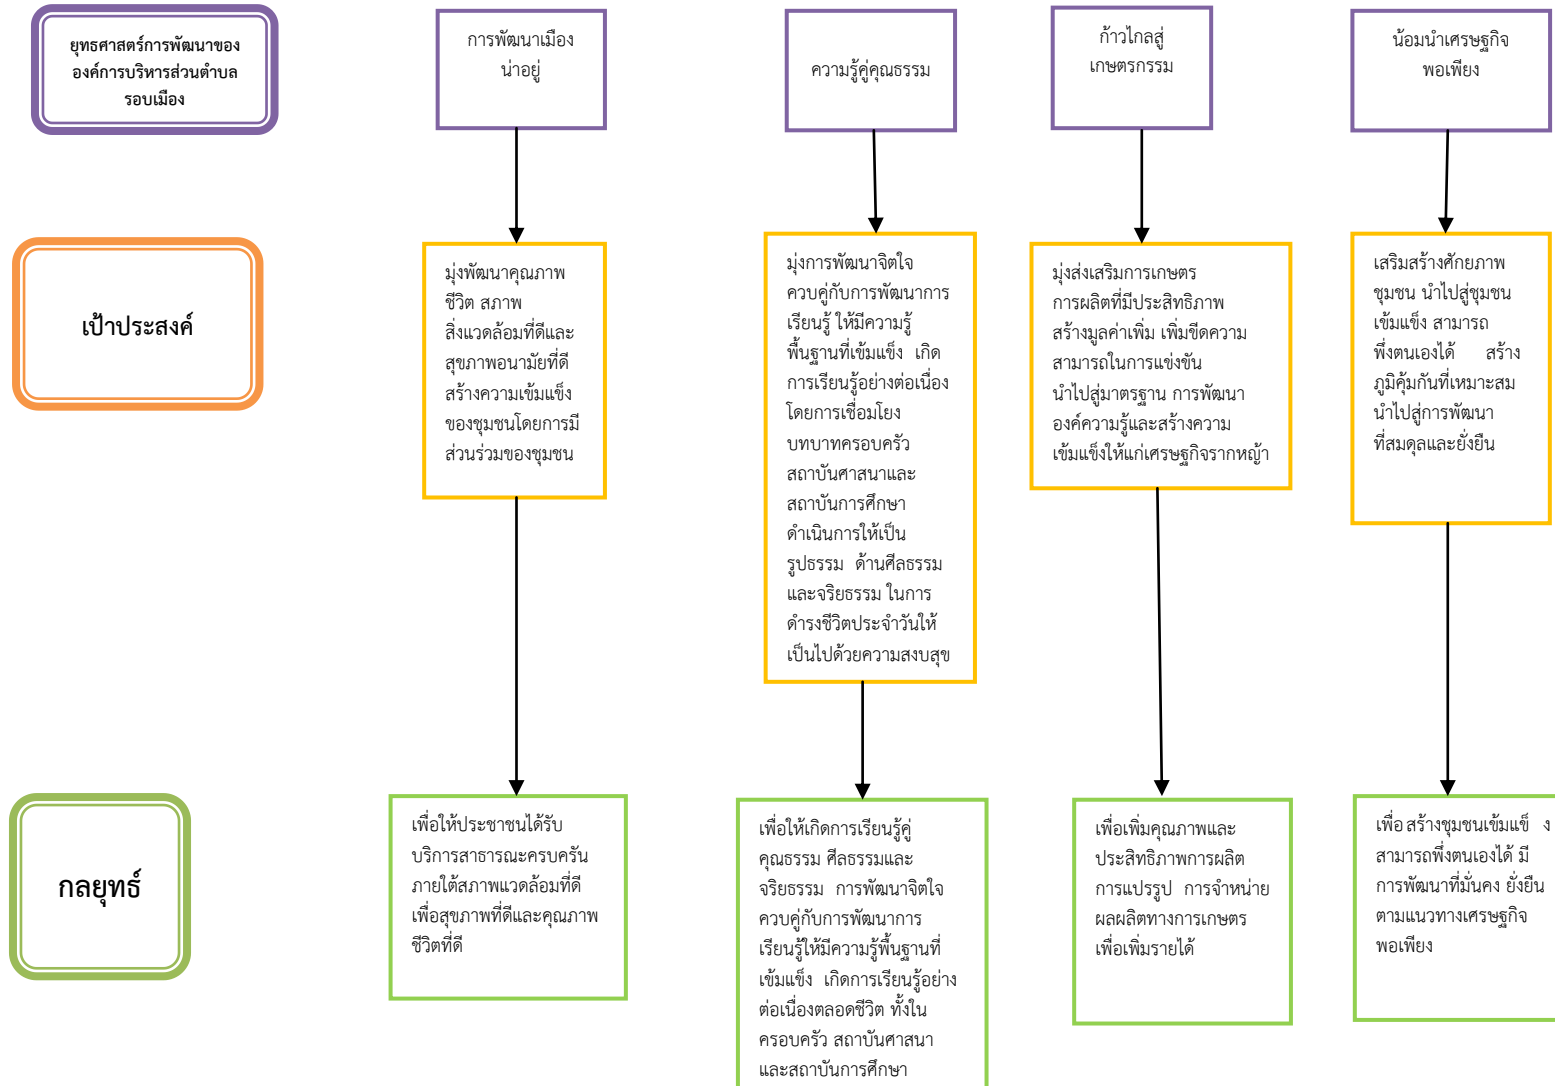 ยุทธศาสตร์การพัฒนาของ
องค์การบริหารส่วนตำบล
รอบเมือง
การพัฒนาเมือง
น่าอยู่
ความรู้คู่คุณธรรม
ก้าวไกลสู่
เกษตรกรรม
น้อมนำเศรษฐกิจ
พอเพียง
เป้าประสงค์
มุ่งพัฒนาคุณภาพ
ชีวิต สภาพ
สิ่งแวดล้อมที่ดีและ
สุขภาพอนามัยที่ดี
สร้างความเข้มแข็ง
ของชุมชนโดยการมี
ส่วนร่วมของชุมชน
มุ่งการพัฒนาจิตใจ
ควบคู่กับการพัฒนาการ
เรียนรู้ ให้มีความรู้
พื้นฐานที่เข้มแข็ง เกิด
การเรียนรู้อย่างต่อเนื่อง
โดยการเชื่อมโยง
บทบาทครอบครัว
สถาบันศาสนาและ
สถาบันการศึกษา
ดำเนินการให้เป็น
รูปธรรม ด้านศีลธรรม
และจริยธรรม ในการ
ดำรงชีวิตประจำวันให้
เป็นไปด้วยความสงบสุข
มุ่งส่งเสริมการเกษตร
การผลิตที่มีประสิทธิภาพ
สร้างมูลค่าเพิ่ม เพิ่มขีดความ
สามารถในการแข่งขัน
นำไปสู่มาตรฐาน การพัฒนา
องค์ความรู้และสร้างความ
เข้มแข็งให้แก่เศรษฐกิจรากหญ้า
เสริมสร้างศักยภาพ
ชุมชน นำไปสู่ชุมชน
เข้มแข็ง สามารถ
พึ่งตนเองได้ สร้าง
ภูมิคุ้มกันที่เหมาะสม
นำไปสู่การพัฒนา
ที่สมดุลและยั่งยืน
กลยุทธ์
เพื่อให้ประชาชนได้รับ
บริการสาธารณะครบครัน
ภายใต้สภาพแวดล้อมที่ดี
เพื่อสุขภาพที่ดีและคุณภาพ
ชีวิตที่ดี
เพื่อให้เกิดการเรียนรู้คู่
คุณธรรม ศีลธรรมและ
จริยธรรม การพัฒนาจิตใจ
ควบคู่กับการพัฒนาการ
เรียนรู้ให้มีความรู้พื้นฐานที่
เข้มแข็ง เกิดการเรียนรู้อย่าง
ต่อเนื่องตลอดชีวิต ทั้งใน
ครอบครัว สถาบันศาสนา
และสถาบันการศึกษา
เพื่อเพิ่มคุณภาพและ
ประสิทธิภาพการผลิต
การแปรรูป การจำหน่าย
ผลผลิตทางการเกษตร
เพื่อเพิ่มรายได้
เพื่อ สร้างชุมชนเข้มแข็ ง
สามารถพึ่งตนเองได้ มี
การพัฒนาที่มั่นคง ยั่งยืน
ตามแนวทางเศรษฐกิจ
พอเพียง